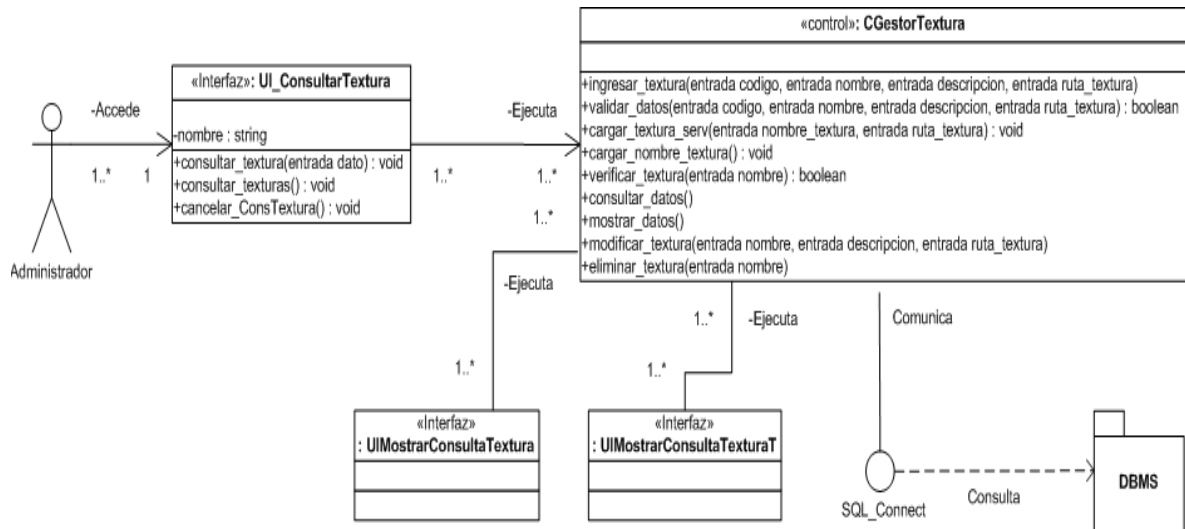 «control»: CGestorTextura
+ingresar_textura(entrada codigo, entrada nombre, entrada descripcion, entrada ruta_textura)
+validar_datos(entrada codigo, entrada nombre, entrada descripcion, entrada ruta_textura) : boolean
+cargar_textura_serv(entrada nombre_textura, entrada ruta_textura) : void
+cargar_nombre_textura() : void
+verificar_textura(entrada nombre) : boolean
+consultar_datos()
+mostrar_datos()
+modificar_textura(entrada nombre, entrada descripcion, entrada ruta_textura)
+eliminar_textura(entrada nombre)
«Interfaz»: UI_ConsultarTextura
-nombre : string
+consultar_textura(entrada dato) : void
+consultar_texturas() : void
+cancelar_ConsTextura() : void
-Accede
1..*
1
Administrador
-Ejecuta
1..*
1..*
1..*
-Ejecuta
1..*
1..*
-Ejecuta
1..*
Comunica
«Interfaz»
: UIMostrarConsultaTextura
«Interfaz»
: UIMostrarConsultaTexturaT
SQL_Connect
Consulta
DBMS